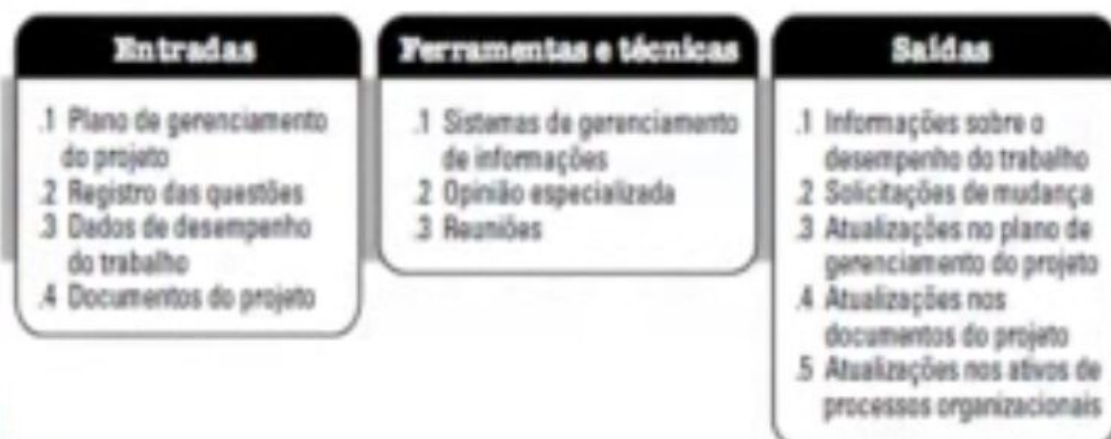 Entradas
.1 Plano de gerenciamento
do projeto
.2 Registro das questões
.3 Dados de desempenho
do trabalho
.4 Documentos do projeto
Ferramentas e técnicas
.1 Sistemas de gerenciamento
de informações
.2 Opinião especializada
.3 Reuniões
Saídas
.1 Informações sobre o
desempenho do trabalho
.2 Solicitações de mudança
.3 Atualizações no plano de
gerenciamento do projeto
.4 Atualizações nos
documentos do projeto
.5 Atualizações nos ativos de
processos organizacionais